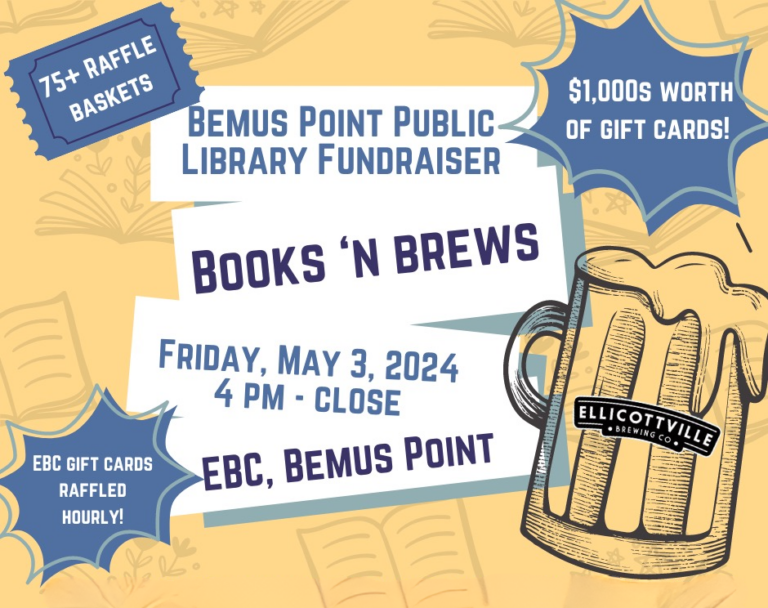 75+ RAFFLE
BASKETS
$1,000S WORTH
OF GIFT CARDS!
BEMUS POINT PUBLIC
LIBRARY FUNDRAISER
BOOKS ‘N BREWS
FRIDAY, MAY 3, 2024
4 PM - CLOSE
EBC, BEMUS POINT
EBC GIFT CARDS
RAFFLED
HOURLY!
ELLICOTTVILLE
• BREWING CO •